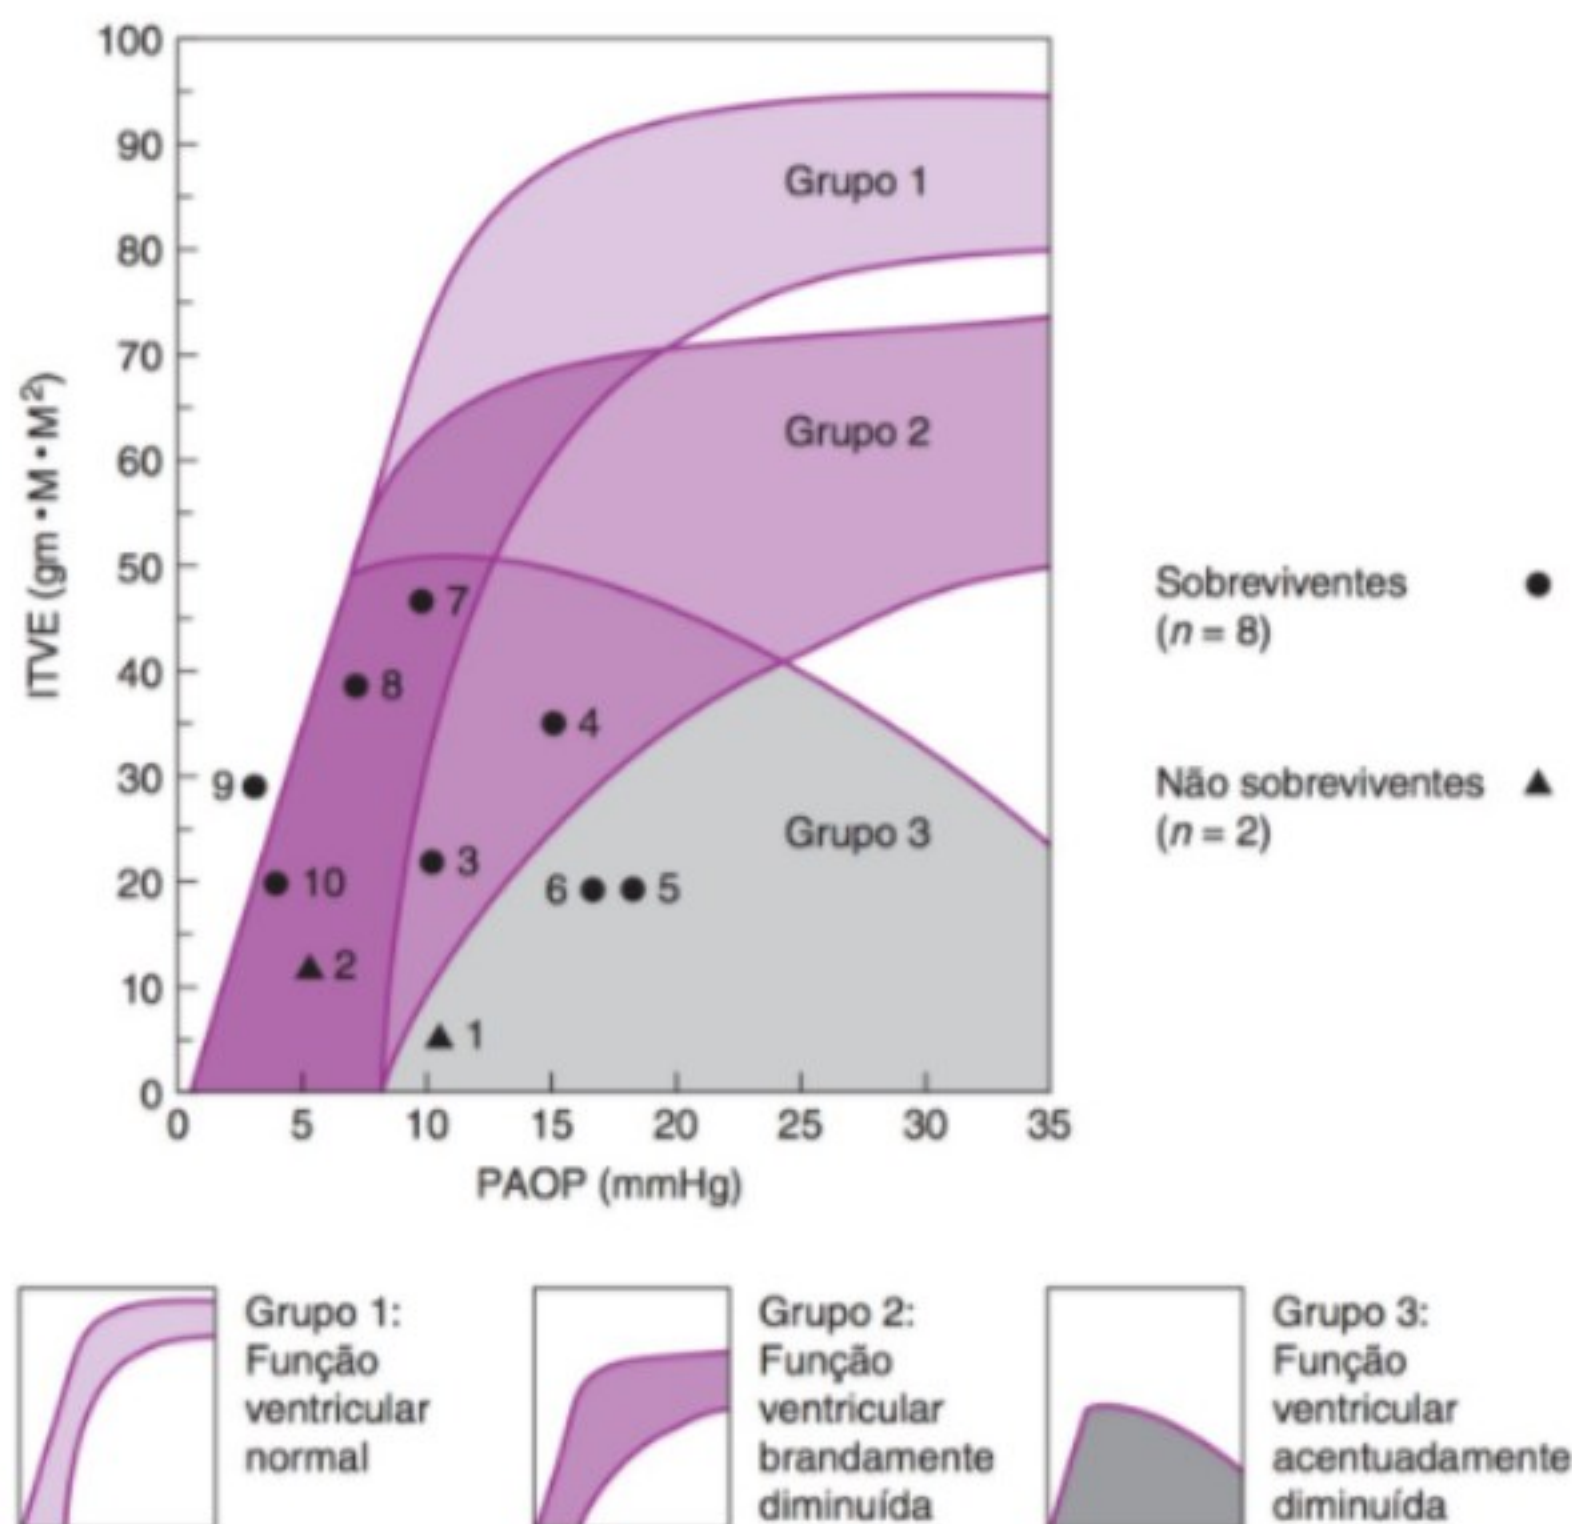 100
90
80
70
60
50
40
30
20
10
0
ITVE (gm • M • M²)
Grupo 1
Grupo 2
Grupo 3
7
8
4
9
3
10
6
5
2
1
0 5 10 15 20 25 30 35
PAOP (mmHg)
Sobreviventes
(n = 8)
Não sobreviventes
(n = 2)
Grupo 1:
Função
ventricular
normal
Grupo 2:
Função
ventricular
brandamente
diminuída
Grupo 3:
Função
ventricular
acentuadamente
diminuída